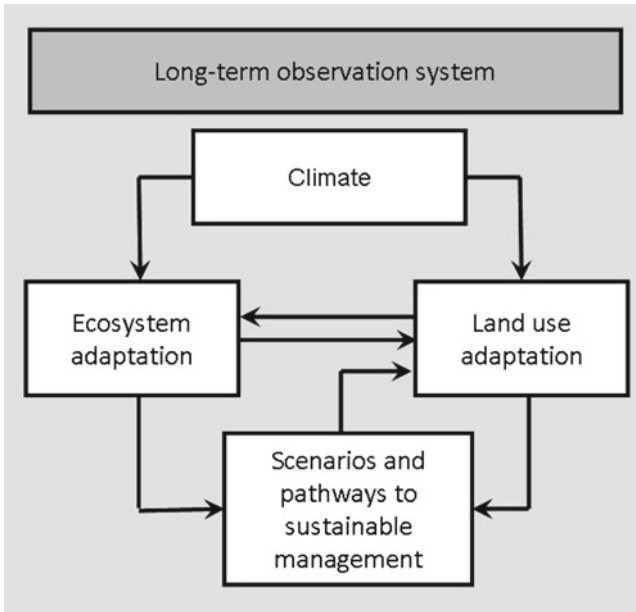 Long-term observation system
Climate
Ecosystem
adaptation
Land use
adaptation
Scenarios and
pathways to
sustainable
management